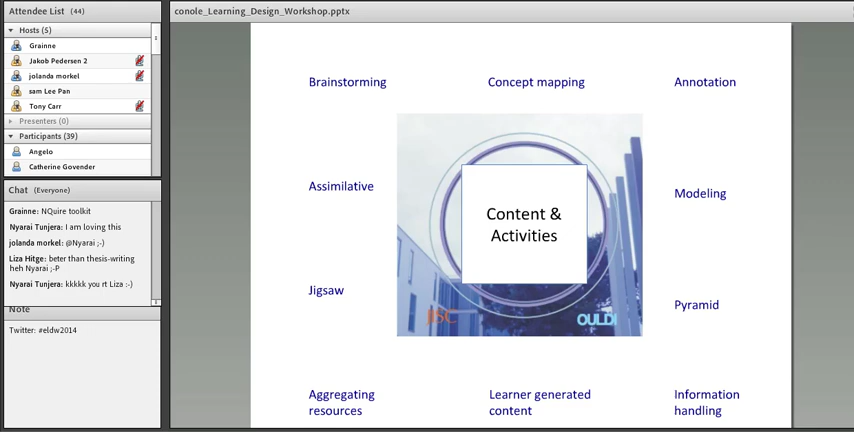 Attendee List (44)
Hosts (5)
Grainne
Jakob Pedersen 2
jolanda morkel
sam Lee Pan
Tony Carr
Presenters (0)
Participants (39)
Angelo
Catherine Govender
Chat (Everyone)
Grainne: NQuire toolkit
Nyarai Tunjera: I am loving this
jolanda morkel: @Nyarai ;-)
Liza Hitge: beter than thesis-writing
heh Nyarai ;-P
Nyarai Tunjera: kkkkk you rt Liza :-)
Note
Twitter: #eldw2014
conole_Learning_Design_Workshop.pptx
Brainstorming
Concept mapping
Annotation
Assimilative
Modeling
Content &
Activities
Jigsaw
Pyramid
JISC
OULDI
Aggregating
resources
Learner generated
content
Information
handling